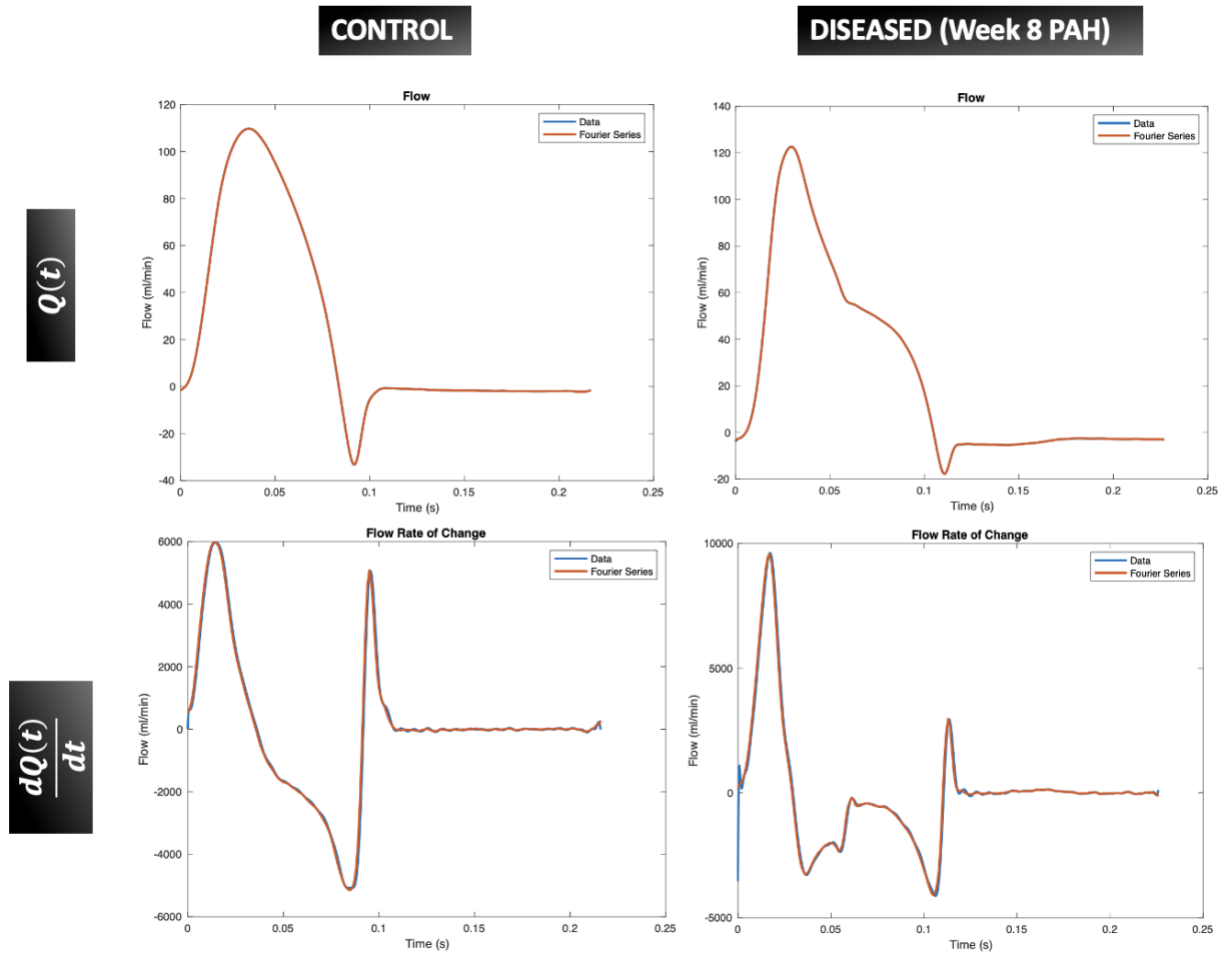 CONTROL
DISEASED (Week 8 PAH)
Q(t)
Flow
120
100
80
60
40
20
0
-20
-40
Flow (ml/min)
0
0.05
0.1
0.15
0.2
0.25
Time (s)
Data
Fourier Series
Flow
140
120
100
80
60
40
20
0
-20
Flow (ml/min)
0
0.05
0.1
0.15
0.2
0.25
Time (s)
Data
Fourier Series
dQ(t)
dt
Flow Rate of Change
6000
4000
2000
0
-2000
-4000
-6000
Flow (ml/min)
0
0.05
0.1
0.15
0.2
0.25
Time (s)
Data
Fourier Series
Flow Rate of Change
10000
5000
0
-5000
Flow (ml/min)
0
0.05
0.1
0.15
0.2
0.25
Time (s)
Data
Fourier Series